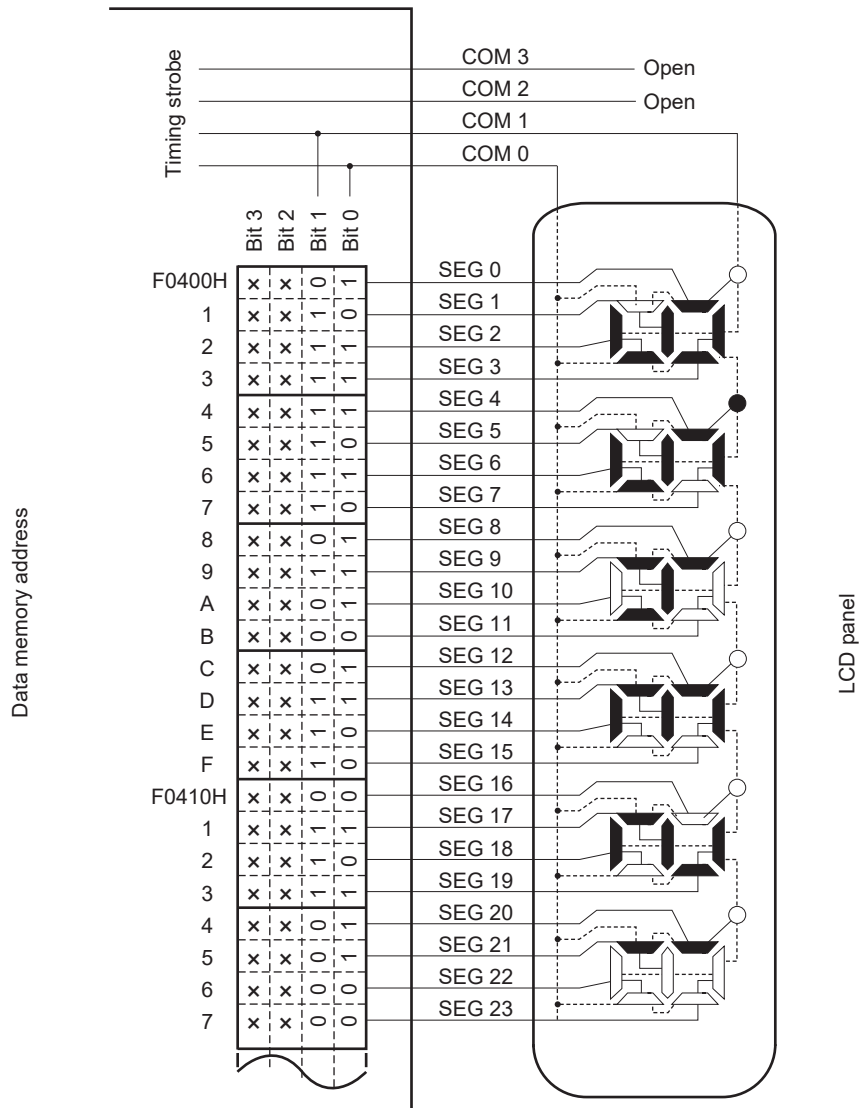 Timing strobe
COM 3
Open
COM 2
Open
COM 1
COM 0
Bit 3
Bit 2
Bit 1
Bit 0
Data memory address
LCD panel
F0400H × × 0 1 SEG 0
1 × × 1 0 SEG 1
2 × × 1 1 SEG 2
3 × × 1 1 SEG 3
4 × × 1 1 SEG 4
5 × × 1 0 SEG 5
6 × × 1 1 SEG 6
7 × × 1 0 SEG 7
8 × × 0 1 SEG 8
9 × × 1 1 SEG 9
A × × 0 1 SEG 10
B × × 0 0 SEG 11
C × × 0 1 SEG 12
D × × 1 1 SEG 13
E × × 1 0 SEG 14
F × × 1 0 SEG 15
F0410H × × 0 0 SEG 16
1 × × 1 1 SEG 17
2 × × 1 0 SEG 18
3 × × 1 1 SEG 19
4 × × 0 1 SEG 20
5 × × 0 1 SEG 21
6 × × 0 0 SEG 22
7 × × 0 0 SEG 23